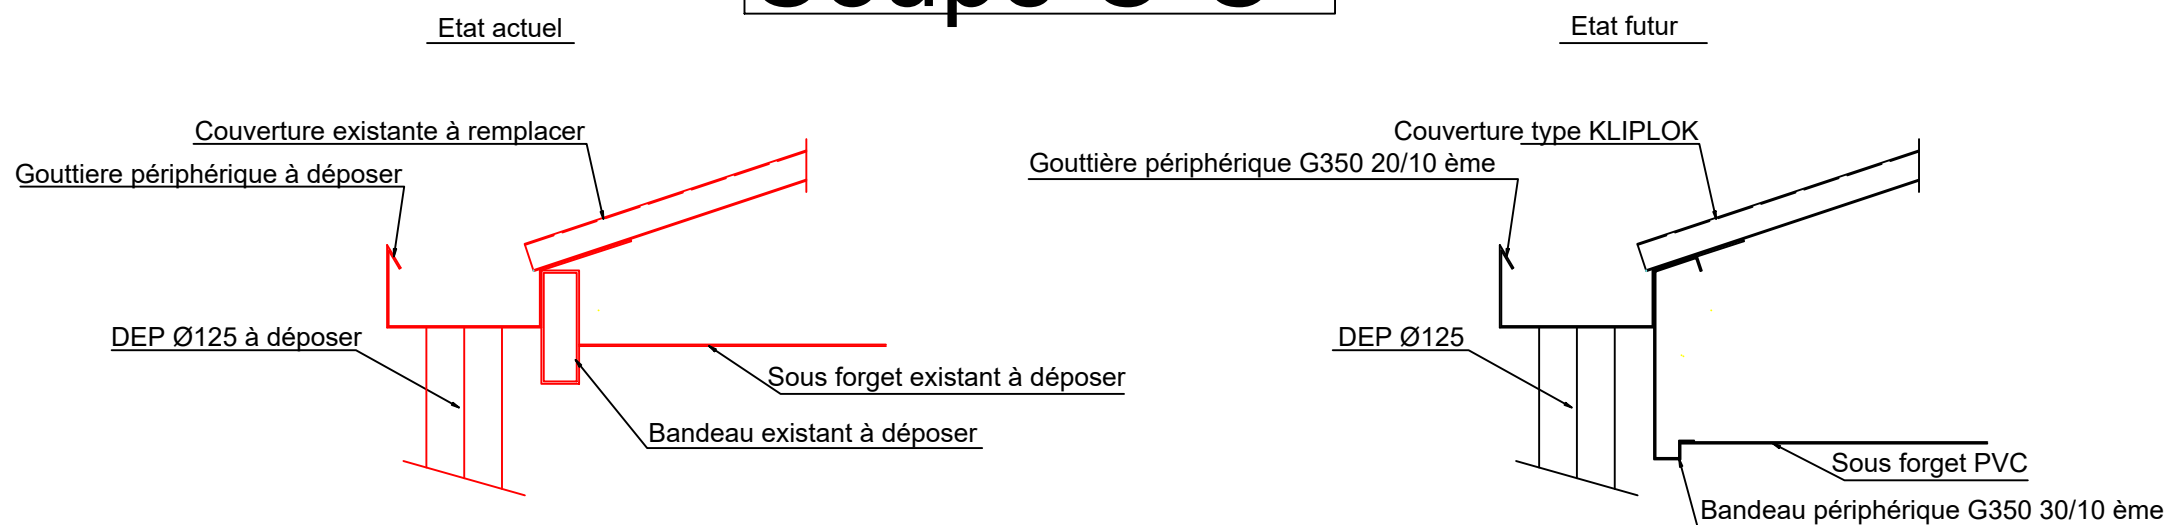 Coupe
Etat actuel
Etat futur
Couverture existante à remplacer
Gouttiere périphérique à déposer
DEP Ø125 à déposer
Sous forget existant à déposer
Bandeau existant à déposer
Couverture type KLIPLOK
Gouttière périphérique G350 20/10 ème
DEP Ø125
Sous forget PVC
Bandeau périphérique G350 30/10 ème